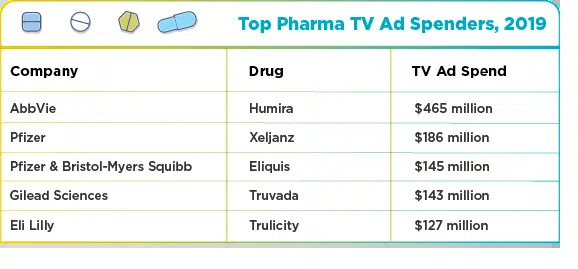 Top Pharma TV Ad Spenders, 2019
Company Drug TV Ad Spend
AbbVie Humira $465 million
Pfizer Xeljanz $186 million
Pfizer & Bristol-Myers Squibb Eliquis $145 million
Gilead Sciences Truvada $143 million
Eli Lilly Trulicity $127 million